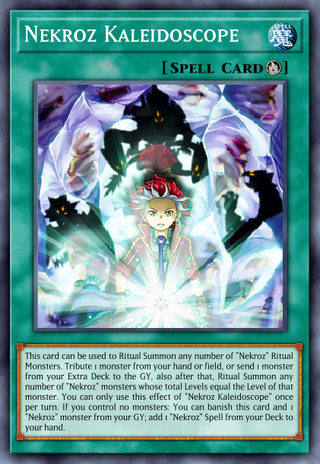 Nekroz Kaleidoscope
魔
[Spell Card]
This card can be used to Ritual Summon any number of "Nekroz" Ritual
Monsters. Tribute 1 monster from your hand or field, or send 1 monster
from your Extra Deck to the GY, also after that, Ritual Summon any
number of "Nekroz" monsters whose total Levels equal the Level of that
monster. You can only use this effect of "Nekroz Kaleidoscope" once
per turn. If you control no monsters: You can banish this card and 1
"Nekroz" monster from your GY; add 1 "Nekroz" Spell from your Deck to
your hand.